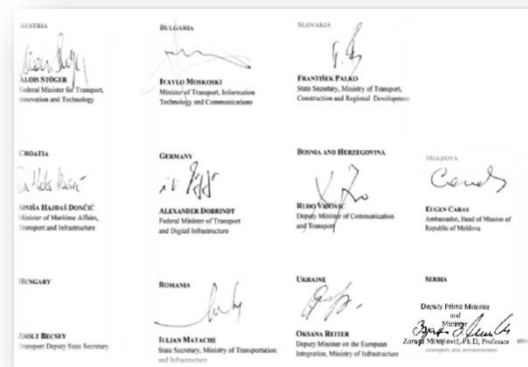 AUSTRIA
ALOIS STÖGER
Federal Minister for Transport,
Innovation and Technology
BULGARIA
IVAYLO MOSKOSKI
Minister of Transport, Information
Technology and Communications
SLOVAKIA
FRANTIŠEK PALKO
State Secretary, Ministry of Transport,
Construction and Regional Development
CROATIA
SINIŠA HAJDAŠ DONČIĆ
Minister of Maritime Affairs,
Transport and Infrastructure
GERMANY
ALEXANDER DOBRINDT
Federal Minister of Transport
and Digital Infrastructure
BOSNIA AND HERZEGOVINA
Deputy Minister of Communication
and Transport
MOLDOVA
EUGEN CARAS
Ambassador, Head of Mission of
Republic of Moldova
HUNGARY
ZSOLT BECSEY
Transport Deputy State Secretary
ROMANIA
IULIAN MATACHE
State Secretary, Ministry of Transportation
and Infrastructure
UKRAINE
OKSANA REITER
Deputy Minister on the European
Integration, Ministry of Infrastructure
SERBIA
Deputy Prime Minister
and
Minister
Ph.D, Professor